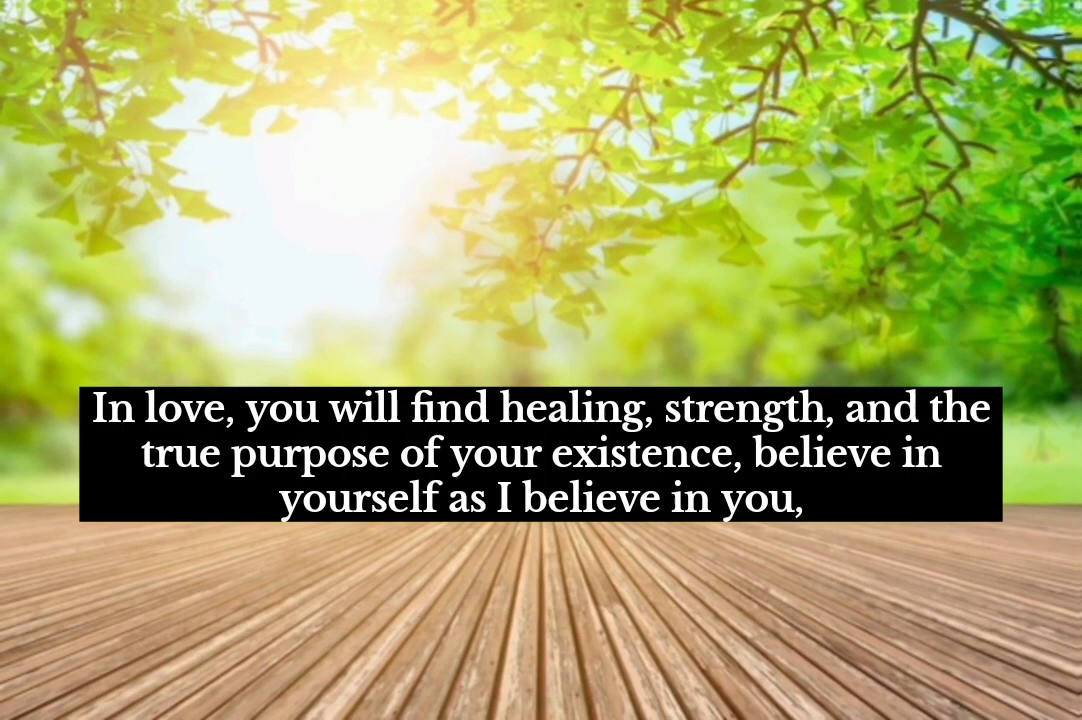 In love, you will find healing, strength, and the
true purpose of your existence, believe in
yourself as I believe in you,